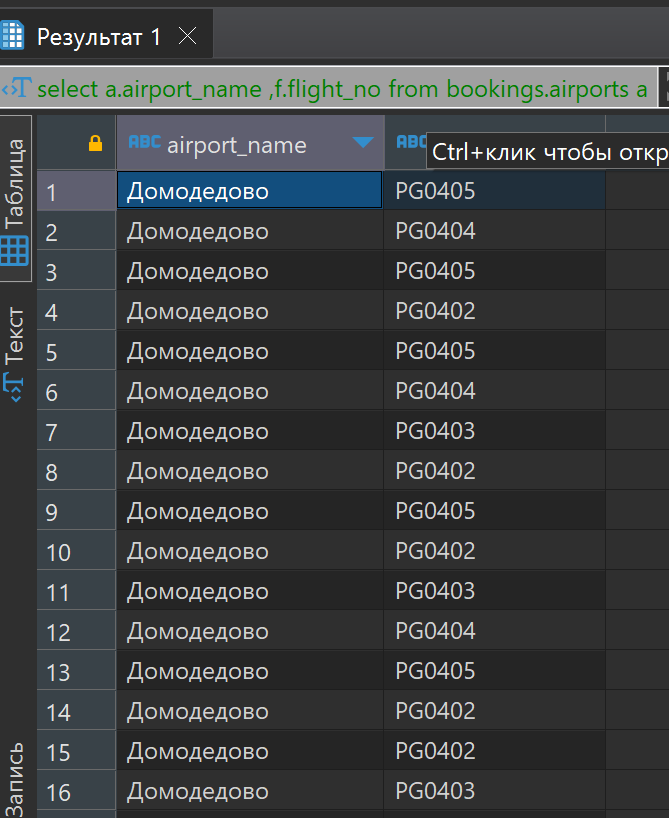 Результат 1
select a.airport_name ,f.flight_no from bookings.airports a
ABC airport_name ABC Ctrl+клик чтобы откр
1 Домодедово PG0405
2 Домодедово PG0404
3 Домодедово PG0405
4 Домодедово PG0402
5 Домодедово PG0405
6 Домодедово PG0404
7 Домодедово PG0403
8 Домодедово PG0402
9 Домодедово PG0405
10 Домодедово PG0402
11 Домодедово PG0403
12 Домодедово PG0404
13 Домодедово PG0405
14 Домодедово PG0402
15 Домодедово PG0402
16 Домодедово PG0403
Таблица
Текст
Запись